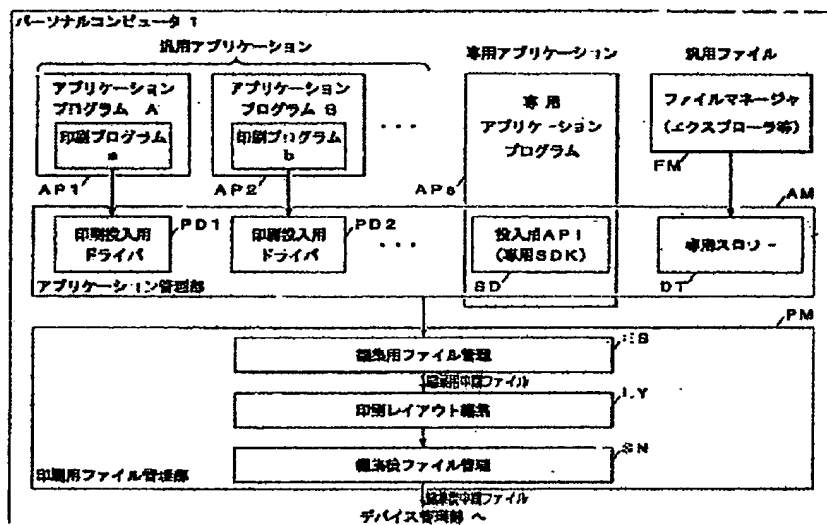 パーソナルコンピュータ 1
汎用アプリケーション
専用アプリケーション
汎用ファイル
アプリケーション
プログラム A
印刷プログラム
a
AP1
アプリケーション
プログラム B
印刷プログラム
b
AP2
・・・
専用
アプリケーション
プログラム
APs
ファイルマネージャ
(エクスプローラ等)
FM
AM
印刷投入用
ドライバ
PD1
印刷投入用
ドライバ
PD2
・・・
投入用API
(専用SDK)
SD
DT
アプリケーション管理部
PM
編集用ファイル管理
編集用中間ファイル
印刷レイアウト編集
LY
編集後ファイル管理
SN
印刷用ファイル管理部
編集後中間ファイル
デバイス管理部 へ